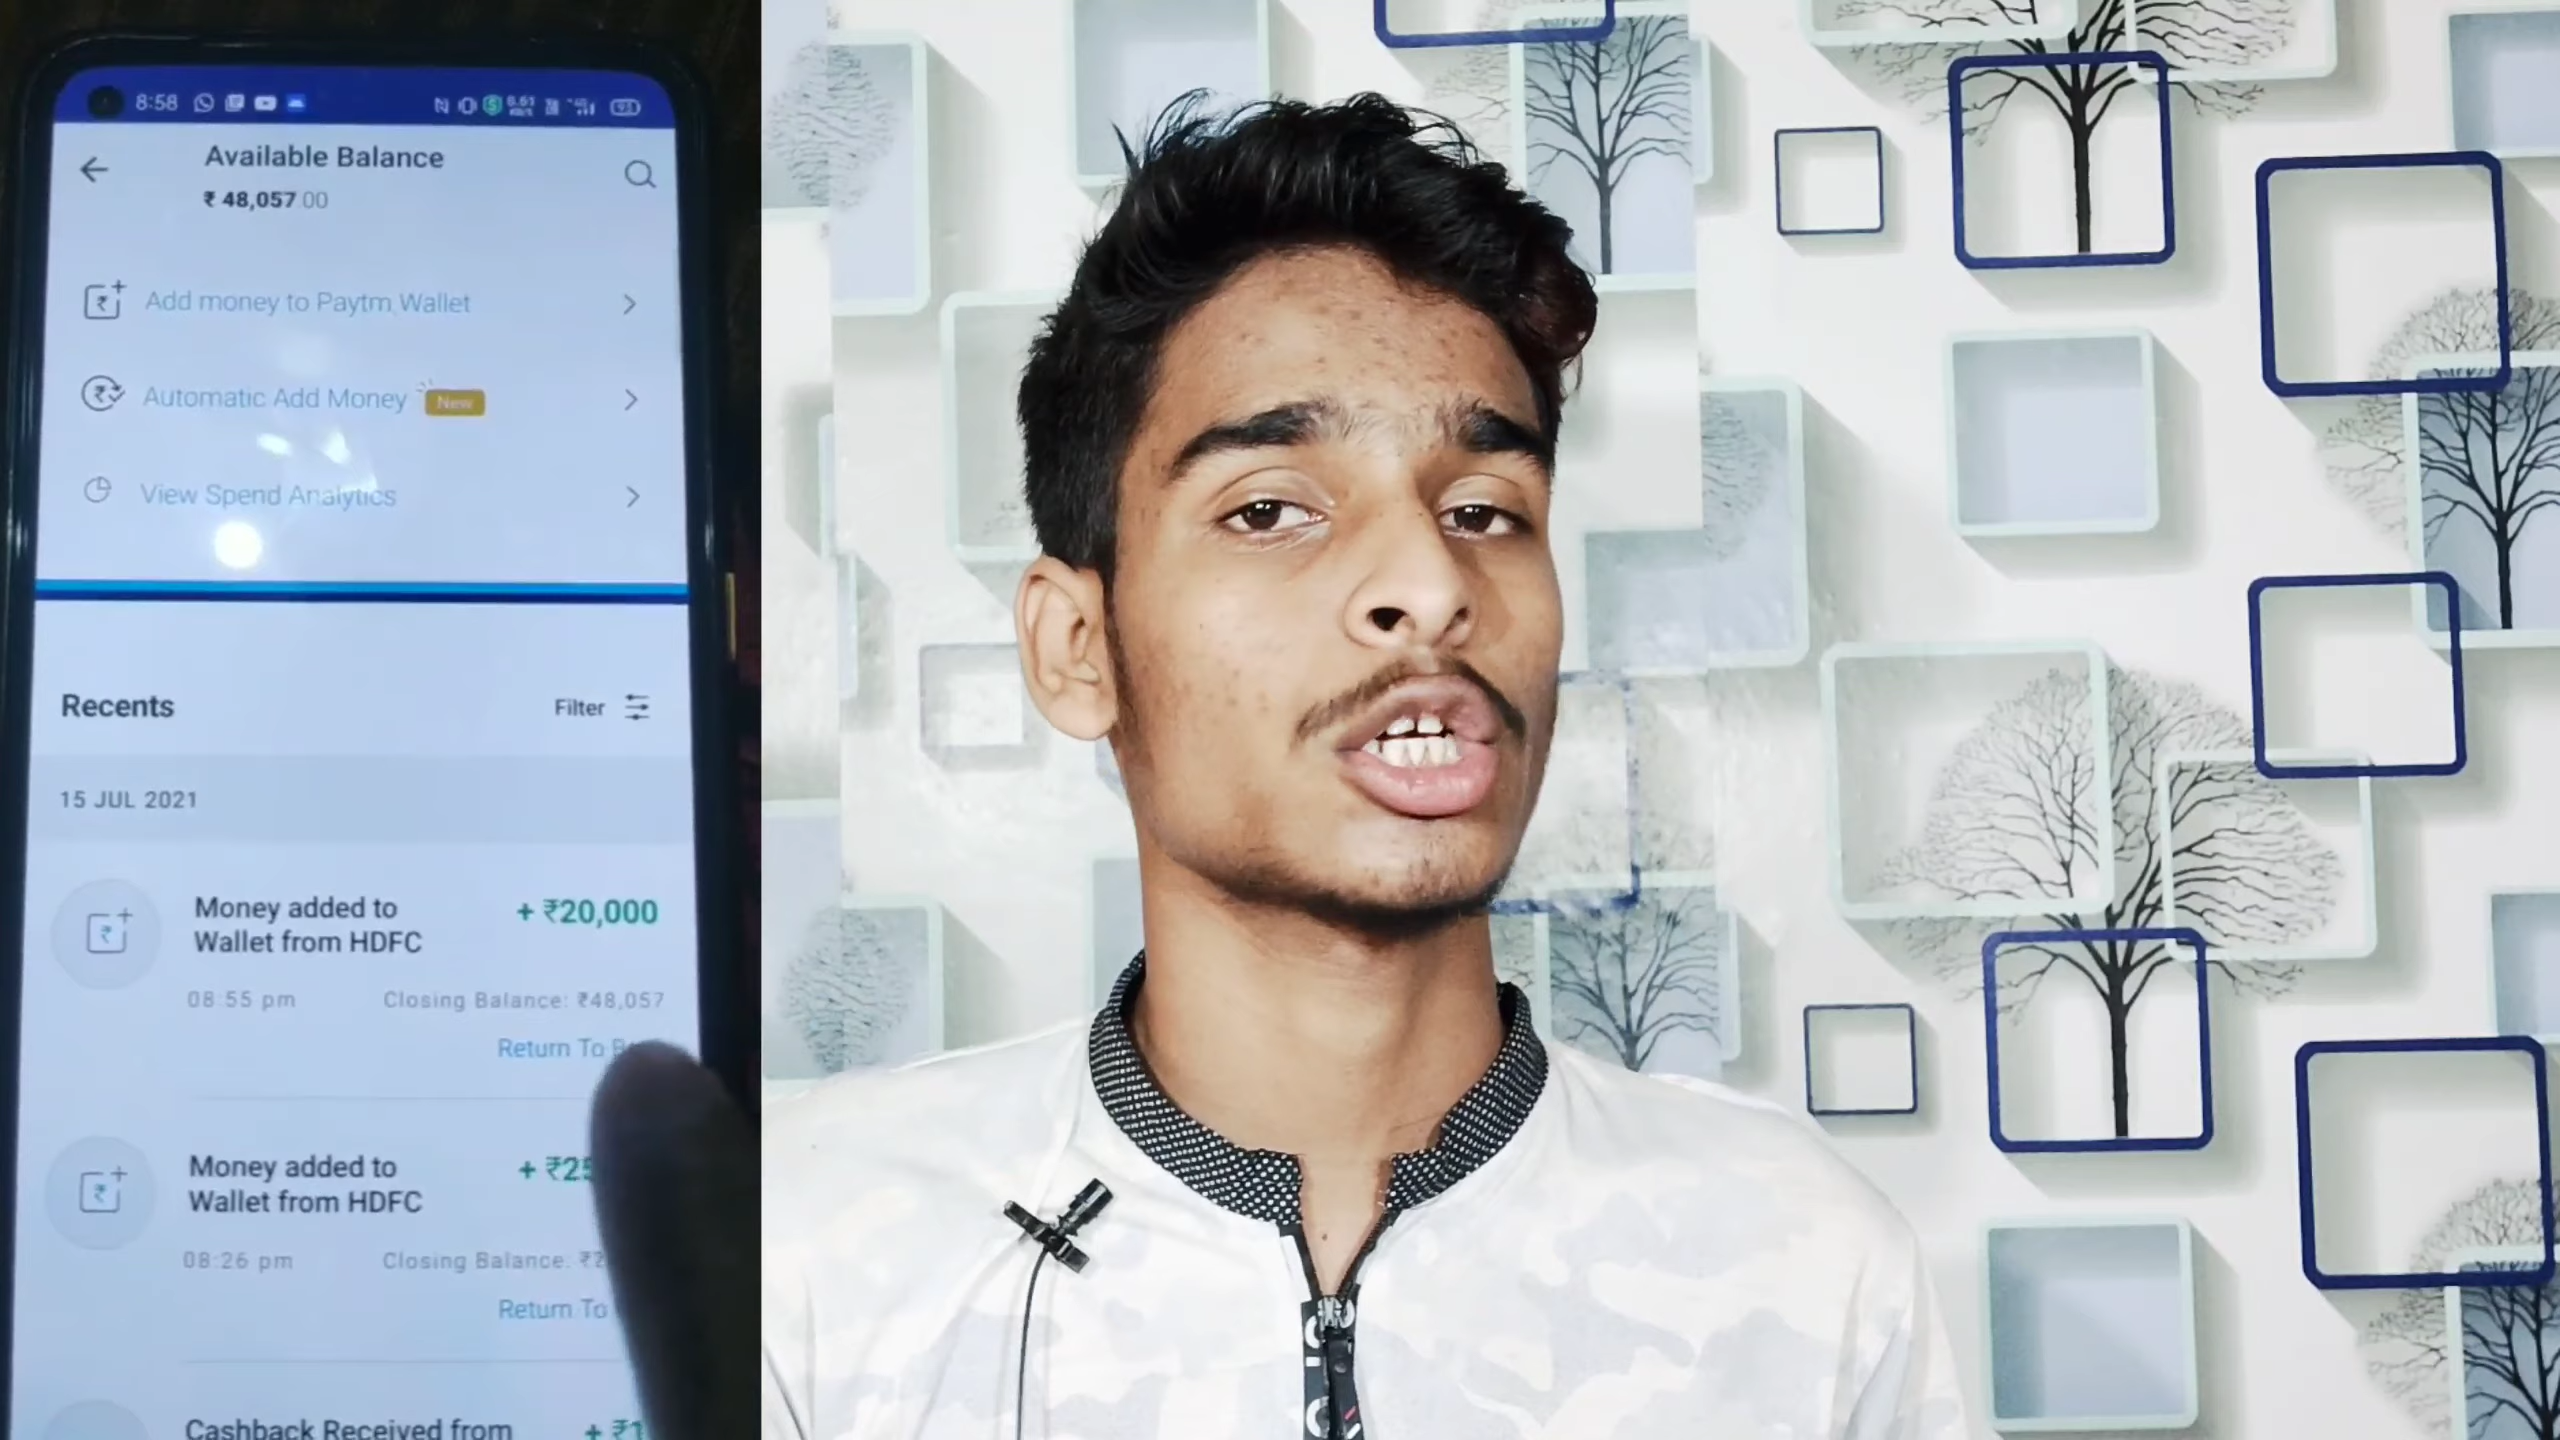 8:58
Available Balance
₹ 48,057.00
Add money to Paytm Wallet
Automatic Add Money New
View Spend Analytics
Recents
Filter
15 JUL 2021
Money added to
Wallet from HDFC
+ ₹20,000
08:55 pm
Closing Balance: ₹48,057
Return To
Money added to
Wallet from HDFC
+ ₹25
08:26 pm
Closing Balance: ₹2
Return To
Cashback Received from
+ ₹1